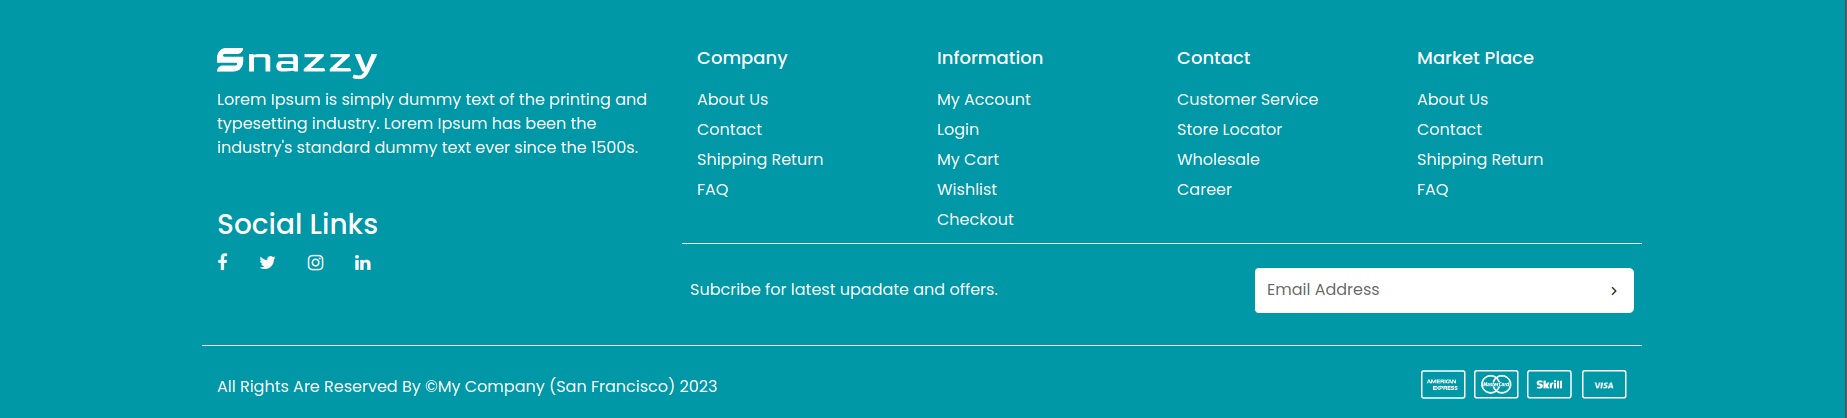 Snazzy
Lorem Ipsum is simply dummy text of the printing and
typesetting industry. Lorem Ipsum has been the
industry's standard dummy text ever since the 1500s.
Social Links
Company
About Us
Contact
Shipping Return
FAQ
Information
My Account
Login
My Cart
Wishlist
Checkout
Contact
Customer Service
Store Locator
Wholesale
Career
Market Place
About Us
Contact
Shipping Return
FAQ
Subcribe for latest upadate and offers.
Email Address
All Rights Are Reserved By ©My Company (San Francisco) 2023
AMERICAN
EXPRESS
MasterCard
Skrill
VISA